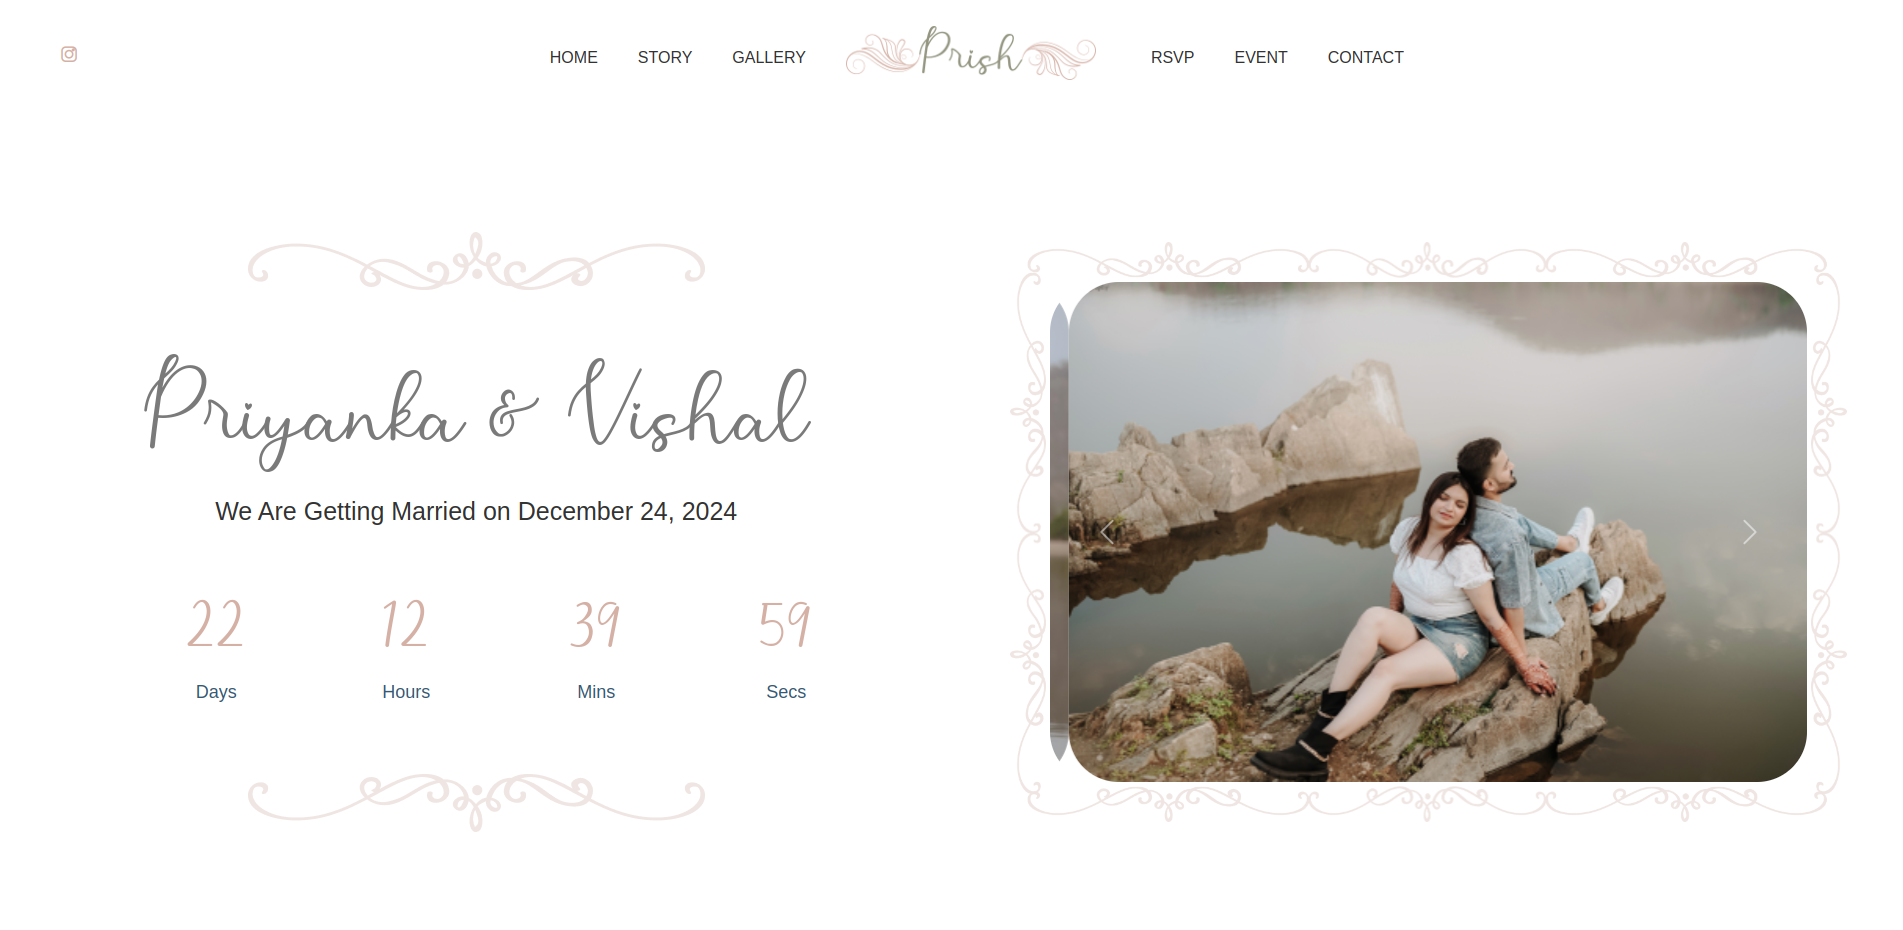 HOME STORY GALLERY Prish RSVP EVENT CONTACT
Priyanka & Vishal
We Are Getting Married on December 24, 2024
22 12 39 59
Days Hours Mins Secs